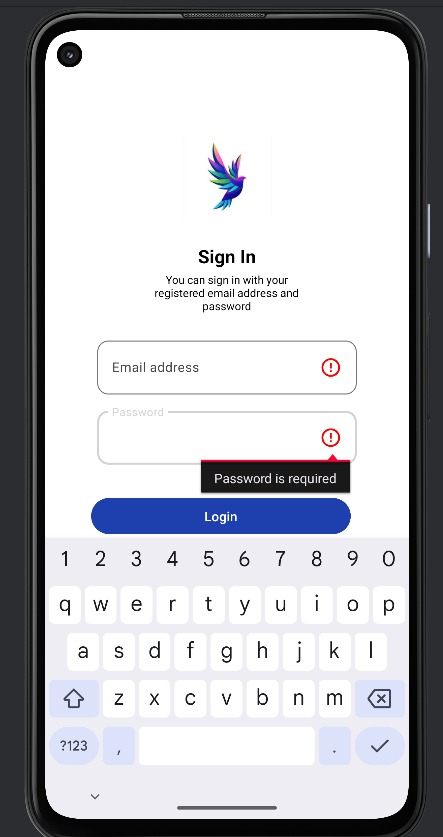 Sign In
You can sign in with your
registered email address and
password
Email address
Password
Password is required
Login
1 2 3 4 5 6 7 8 9 0
q w e r t y u i o p
a s d f g h j k l
z x c v b n m
?123 , .